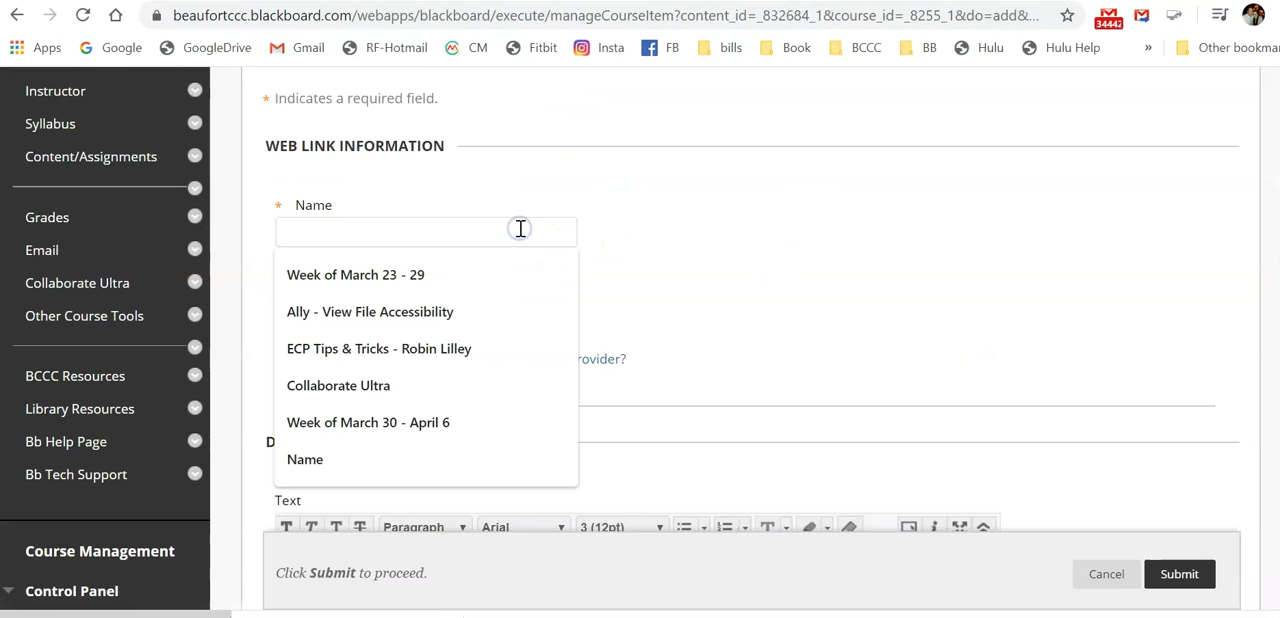 beaufortccc.blackboard.com/webapps/blackboard/execute/manageCourseItem?content_id=_832684_1&course_id=_8255_1&do=add&... 34442
Apps Google GoogleDrive Gmail RF-Hotmail CM Fitbit Insta FB bills Book BCCC BB Hulu Hulu Help » Other bookmar
Instructor
Syllabus
Content/Assignments
Grades
Email
Collaborate Ultra
Other Course Tools
BCCC Resources
Library Resources
Bb Help Page
Bb Tech Support
Course Management
Control Panel
* Indicates a required field.
WEB LINK INFORMATION
* Name
Week of March 23 - 29
Ally - View File Accessibility
ECP Tips & Tricks - Robin Lilley
rovider?
Collaborate Ultra
Week of March 30 - April 6
D
Name
Text
T T T T Paragraph Arial 3 (12pt) T
Click Submit to proceed.
Cancel Submit